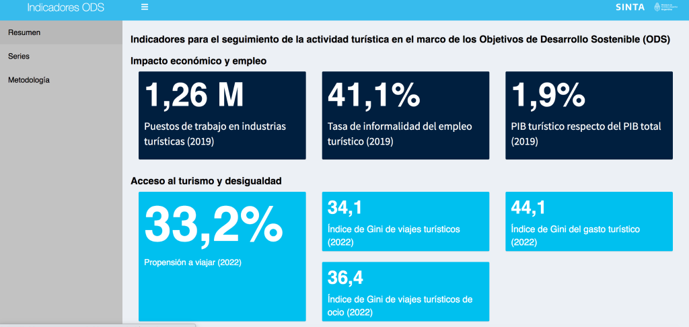 Indicadores ODS
SINTA
Resumen
Series
Metodología
Indicadores para el seguimiento de la actividad turística en el marco de los Objetivos de Desarrollo Sostenible (ODS)
Impacto económico y empleo
1,26 M
Puestos de trabajo en industrias
turísticas (2019)
41,1%
Tasa de informalidad del empleo
turístico (2019)
1,9%
PIB turístico respecto del PIB total
(2019)
Acceso al turismo y desigualdad
33,2%
Propensión a viajar (2022)
34,1
Índice de Gini de viajes turísticos
(2022)
44,1
Índice de Gini del gasto turístico
(2022)
36,4
Índice de Gini de viajes turísticos de
ocio (2022)